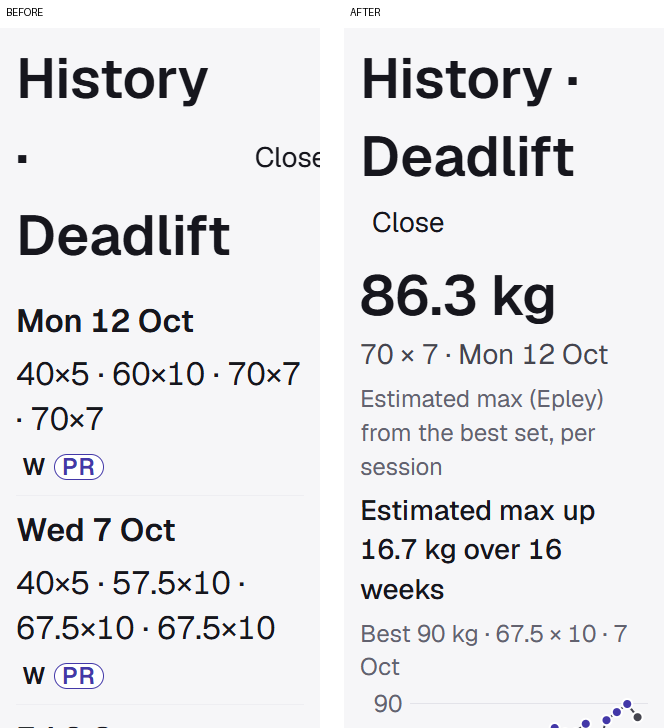 BEFORE
History
·
Close
Deadlift
Mon 12 Oct
40×5 · 60×10 · 70×7
· 70×7
W PR
Wed 7 Oct
40×5 · 57.5×10 ·
67.5×10 · 67.5×10
W PR
AFTER
History ·
Deadlift
Close
86.3 kg
70 × 7 · Mon 12 Oct
Estimated max (Epley)
from the best set, per
session
Estimated max up
16.7 kg over 16
weeks
Best 90 kg · 67.5 × 10 · 7
Oct
90